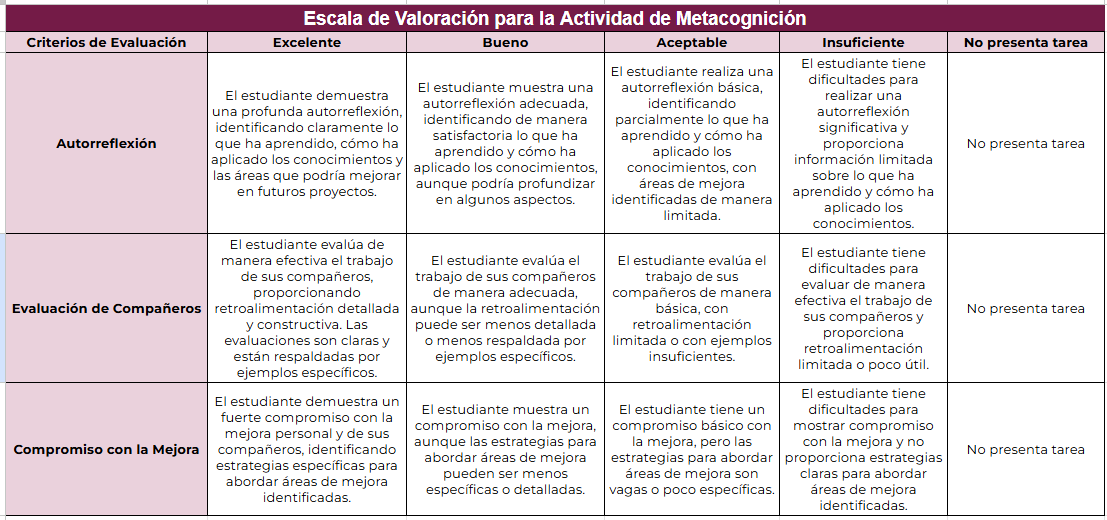 Escala de Valoración para la Actividad de Metacognición
Criterios de Evaluación
Excelente
Bueno
Aceptable
Insuficiente
No presenta tarea
Autorreflexión
El estudiante demuestra
una profunda autorreflexión,
identificando claramente lo
que ha aprendido, cómo ha
aplicado los conocimientos y
las áreas que podría mejorar
en futuros proyectos.
El estudiante muestra una
autorreflexión adecuada,
identificando de manera
satisfactoria lo que ha
aprendido y cómo ha
aplicado los conocimientos,
aunque podría profundizar
en algunos aspectos.
El estudiante realiza una
autorreflexión básica,
identificando
parcialmente lo que ha
aprendido y cómo ha
aplicado los
conocimientos, con
áreas de mejora
identificadas de manera
limitada.
El estudiante tiene
dificultades para
realizar una
autorreflexión
significativa y
proporciona
información limitada
sobre lo que ha
aprendido y cómo ha
aplicado los
conocimientos.
No presenta tarea
Evaluación de Compañeros
El estudiante evalúa de
manera efectiva el trabajo
de sus compañeros,
proporcionando
retroalimentación detallada
y constructiva. Las
evaluaciones son claras y
están respaldadas por
ejemplos específicos.
El estudiante evalúa el
trabajo de sus compañeros
de manera adecuada,
aunque la retroalimentación
puede ser menos detallada
o menos respaldada por
ejemplos específicos.
El estudiante evalúa el
trabajo de sus
compañeros de manera
básica, con
retroalimentación
limitada o con ejemplos
insuficientes.
El estudiante tiene
dificultades para
evaluar de manera
efectiva el trabajo de
sus compañeros y
proporciona
retroalimentación
limitada o poco útil.
No presenta tarea
Compromiso con la Mejora
El estudiante demuestra un
fuerte compromiso con la
mejora personal y de sus
compañeros, identificando
estrategias específicas para
abordar áreas de mejora
identificadas.
El estudiante muestra un
compromiso con la mejora,
aunque las estrategias para
abordar áreas de mejora
pueden ser menos
específicas o detalladas.
El estudiante tiene un
compromiso básico con
la mejora, pero las
estrategias para abordar
áreas de mejora son
vagas o poco específicas.
El estudiante tiene
dificultades para
mostrar compromiso
con la mejora y no
proporciona estrategias
claras para abordar
áreas de mejora
identificadas.
No presenta tarea